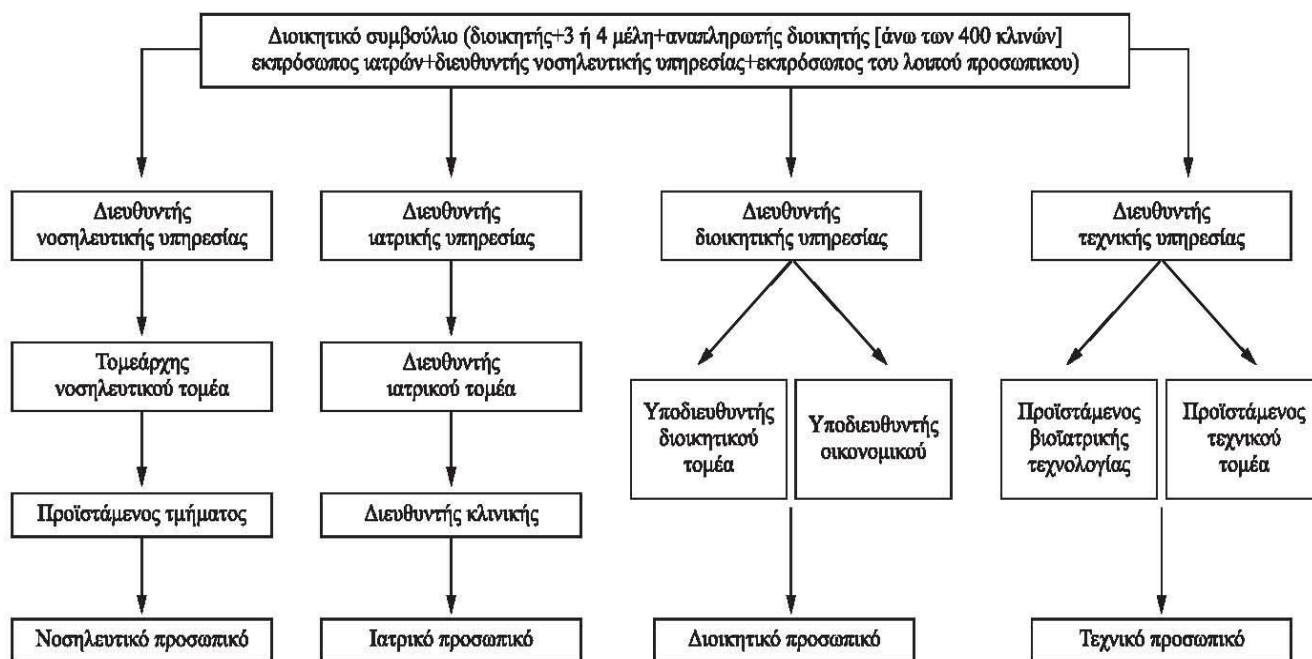 Διοικητικό συμβούλιο (διοικητής+3 ή 4 μέλη+αναπληρωτής διοικητής [άνω των 400 κλινών]
εκπρόσωπος ιατρών+διευθυντής νοσηλευτικής υπηρεσίας+εκπρόσωπος του λοιπού προσωπικου)
Διευθυντής
νοσηλευτικής υπηρεσίας
Διευθυντής
ιατρικής υπηρεσίας
Διευθυντής
διοικητικής υπηρεσίας
Διευθυντής
τεχνικής υπηρεσίας
Τομεάρχης
νοσηλευτικού τομέα
Διευθυντής
ιατρικού τομέα
Υποδιευθυντής
διοικητικού
τομέα
Υποδιευθυντής
οικονομικού
Προϊστάμενος
βιοϊατρικής
τεχνολογίας
Προϊστάμενος
τεχνικού
τομέα
Προϊστάμενος τμήματος
Διευθυντής κλινικής
Νοσηλευτικό προσωπικό
Ιατρικό προσωπικό
Διοικητικό προσωπικό
Τεχνικό προσωπικό